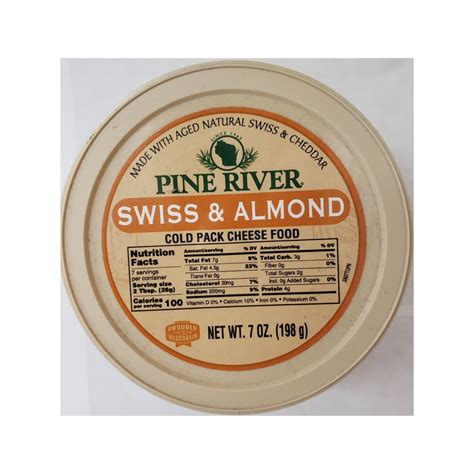 MADE WITH AGED NATURAL SWISS & CHEDDAR
SINCE 1963
PINE RIVER
SWISS & ALMOND
COLD PACK CHEESE FOOD
Nutrition Facts
7 servings per container
Serving size 2 Tbsp. (28g)
Calories per serving 100
Amount/serving % DV
Total Fat 7g 9%
Sat. Fat 4.5g 23%
Trans Fat 0g
Cholesterol 20mg 7%
Sodium 200mg 9%
Amount/serving % DV
Total Carb. 3g 1%
Fiber 0g 0%
Total Sugars 2g
Incl. 0g Added Sugars 0%
Protein 4g
Vitamin D 0% • Calcium 10% • Iron 0% • Potassium 0%
PROUDLY
WISCONSIN
NET WT. 7 OZ. (198 g)